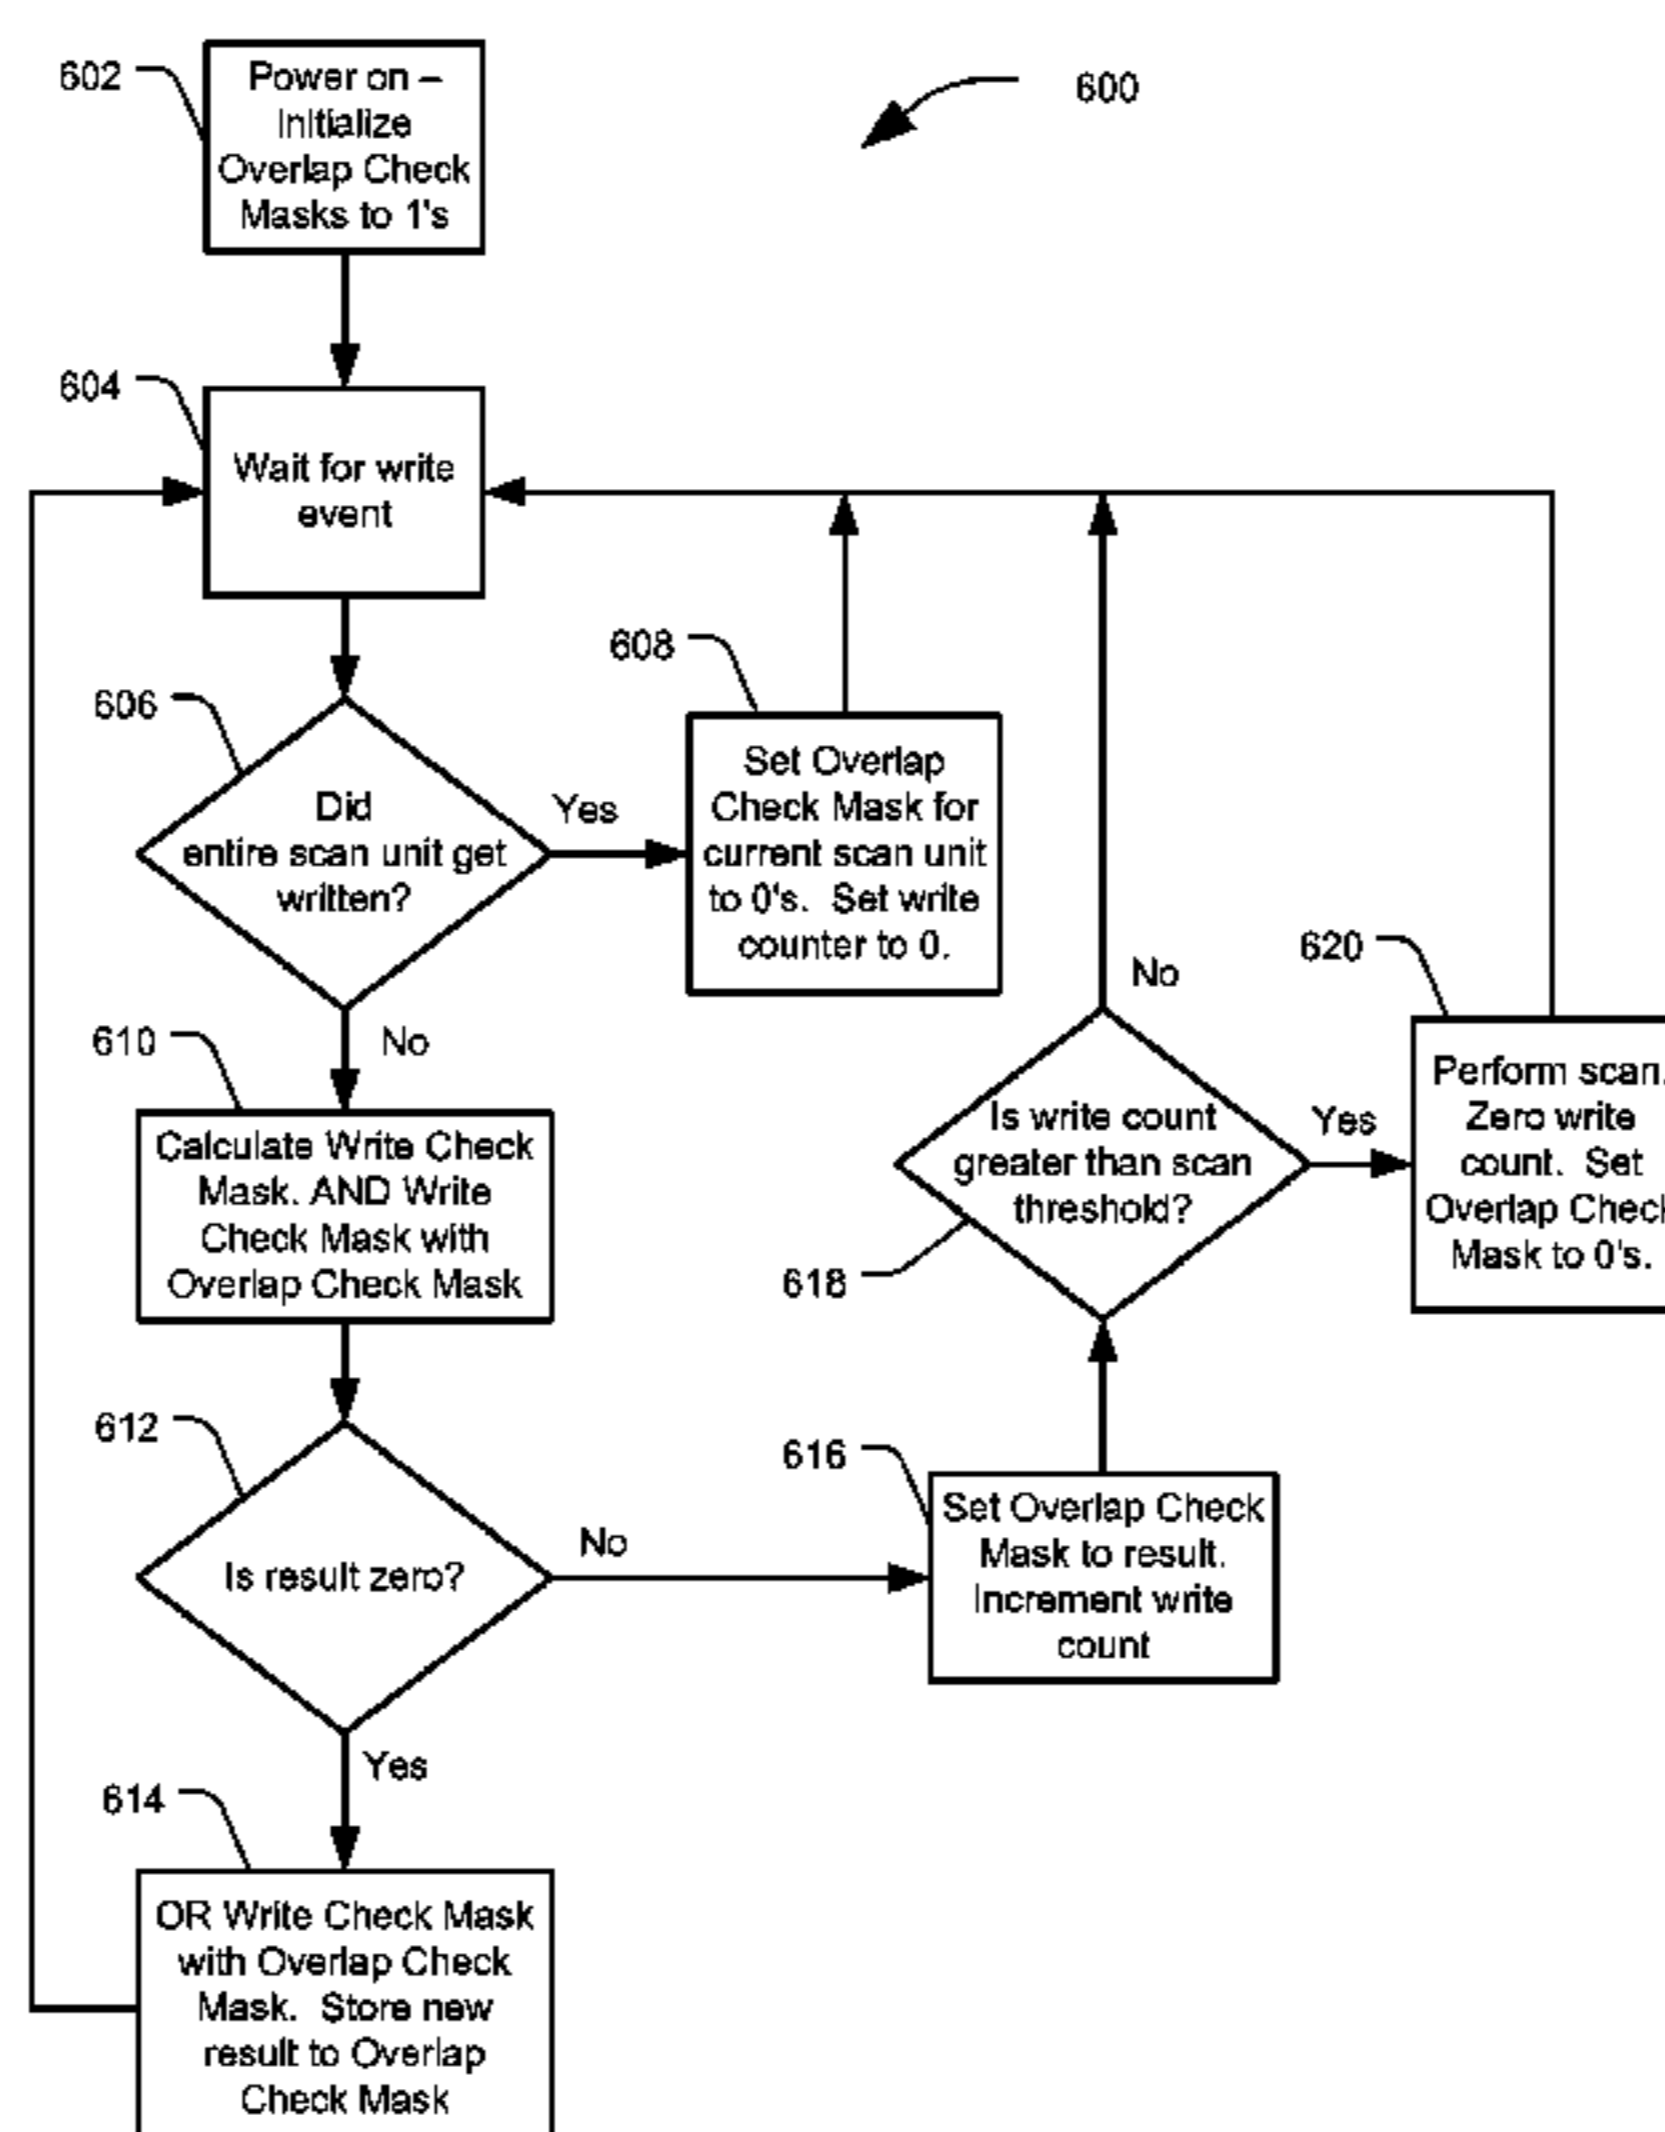 602
Power on –
Initialize
Overlap Check
Masks to 1's
600
604
Wait for write
event
606
Did
entire scan unit get
written?
Yes
608
Set Overlap
Check Mask for
current scan unit
to 0's. Set write
counter to 0.
No
610
Calculate Write Check
Mask. AND Write
Check Mask with
Overlap Check Mask
612
Is result zero?
No
616
Set Overlap Check
Mask to result.
Increment write
count
618
Is write count
greater than scan
threshold?
No
Yes
620
Perform scan.
Zero write
count. Set
Overlap Check
Mask to 0's.
Yes
614
OR Write Check Mask
with Overlap Check
Mask. Store new
result to Overlap
Check Mask